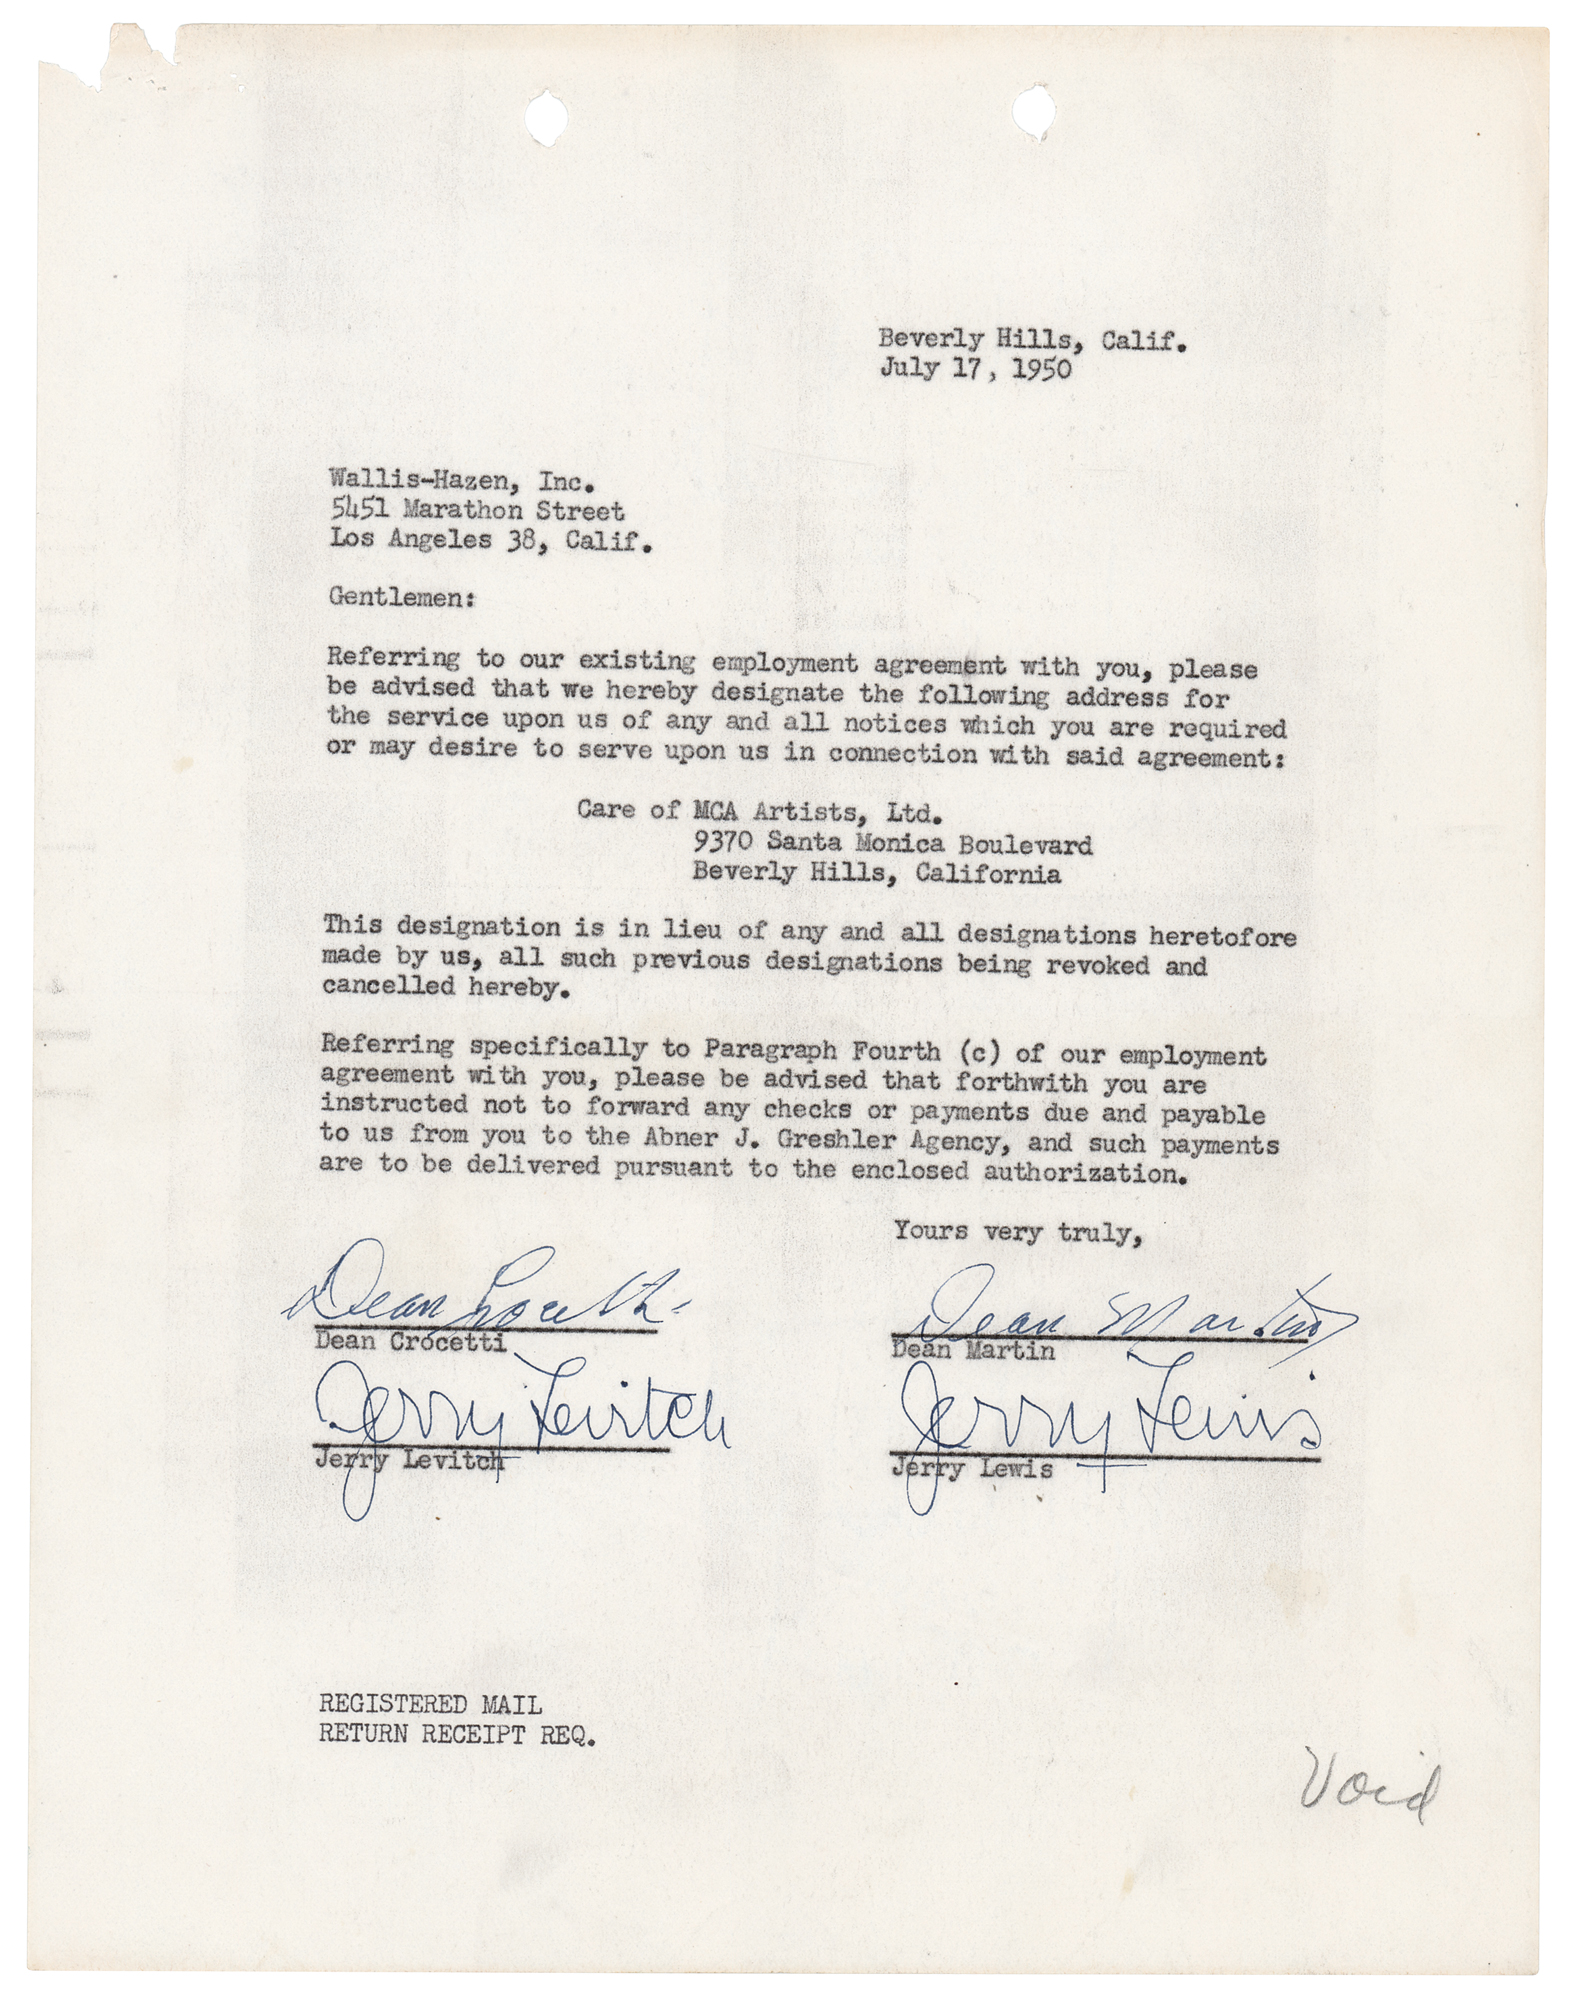 Beverly Hills, Calif.
July 17, 1950
Wallis-Hazen, Inc.
5451 Marathon Street
Los Angeles 38, Calif.
Gentlemen:
Referring to our existing employment agreement with you, please
be advised that we hereby designate the following address for
the service upon us of any and all notices which you are required
or may desire to serve upon us in connection with said agreement:
Care of MCA Artists, Ltd.
9370 Santa Monica Boulevard
Beverly Hills, California
This designation is in lieu of any and all designations heretofore
made by us, all such previous designations being revoked and
cancelled hereby.
Referring specifically to Paragraph Fourth (c) of our employment
agreement with you, please be advised that forthwith you are
instructed not to forward any checks or payments due and payable
to us from you to the Abner J. Greshler Agency, and such payments
are to be delivered pursuant to the enclosed authorization.
Yours very truly,
Dean Crocetti
Dean Crocetti
Dean Martin
Dean Martin
Jerry Levitch
Jerry Levitch
Jerry Lewis
Jerry Lewis
REGISTERED MAIL
RETURN RECEIPT REQ.
Void